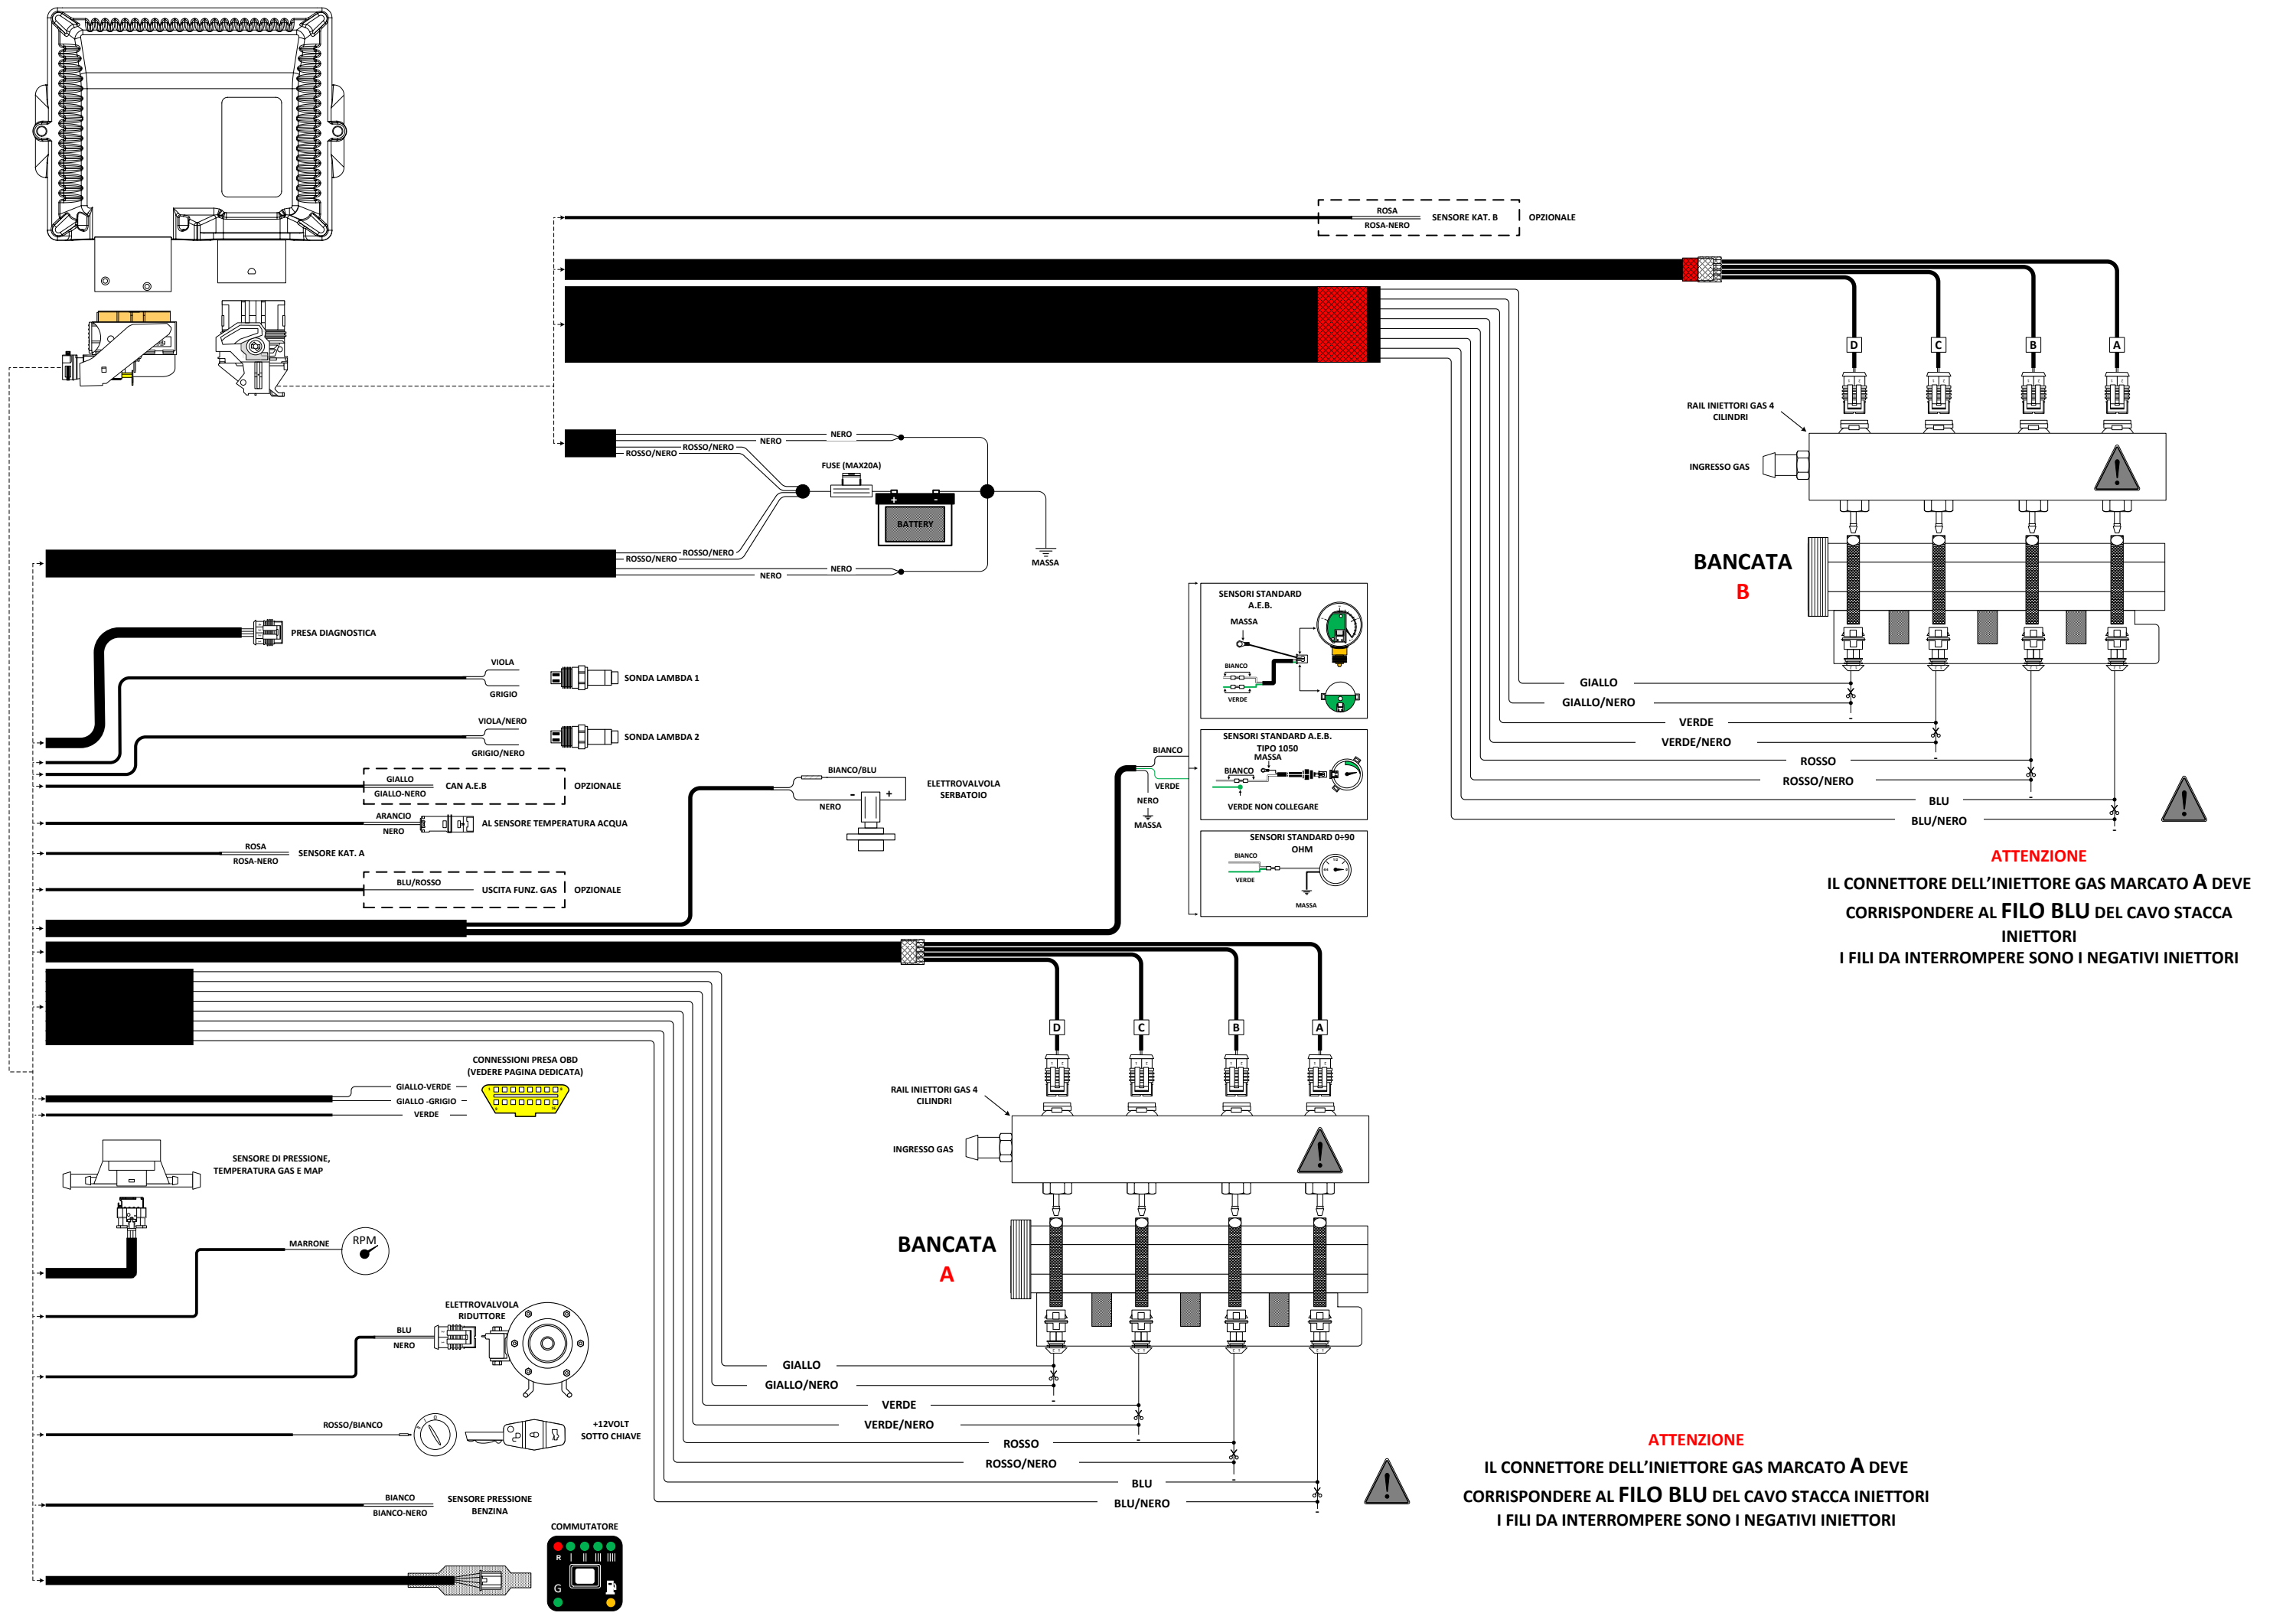 ROSA
ROSA-NERO
SENSORE KAT. B
OPZIONALE
D
C
B
A
RAIL INIETTORI GAS 4
CILINDRI
INGRESSO GAS
BANCATA
B
NERO
NERO
ROSSO/NERO
ROSSO/NERO
FUSE (MAX20A)
+ -
BATTERY
MASSA
ROSSO/NERO
ROSSO/NERO
NERO
NERO
PRESA DIAGNOSTICA
VIOLA
GRIGIO
SONDA LAMBDA 1
VIOLA/NERO
GRIGIO/NERO
SONDA LAMBDA 2
GIALLO
GIALLO-NERO
CAN A.E.B
OPZIONALE
ARANCIO
NERO
AL SENSORE TEMPERATURA ACQUA
ROSA
ROSA-NERO
SENSORE KAT. A
BLU/ROSSO
USCITA FUNZ. GAS
OPZIONALE
BIANCO/BLU
- +
NERO
ELETTROVALVOLA
SERBATOIO
BIANCO
VERDE
NERO
MASSA
SENSORI STANDARD
A.E.B.
MASSA
BIANCO
VERDE
SENSORI STANDARD A.E.B.
TIPO 1050
MASSA
BIANCO
VERDE NON COLLEGARE
SENSORI STANDARD 0÷90
OHM
BIANCO
VERDE
MASSA
GIALLO
GIALLO/NERO
-
VERDE
VERDE/NERO
-
ROSSO
ROSSO/NERO
-
BLU
BLU/NERO
-
ATTENZIONE
IL CONNETTORE DELL'INIETTORE GAS MARCATO A DEVE
CORRISPONDERE AL FILO BLU DEL CAVO STACCA
INIETTORI
I FILI DA INTERROMPERE SONO I NEGATIVI INIETTORI
D
C
B
A
RAIL INIETTORI GAS 4
CILINDRI
INGRESSO GAS
BANCATA
A
CONNESSIONI PRESA OBD
(VEDERE PAGINA DEDICATA)
GIALLO-VERDE
GIALLO -GRIGIO
VERDE
SENSORE DI PRESSIONE,
TEMPERATURA GAS E MAP
MARRONE
RPM
ELETTROVALVOLA
RIDUTTORE
BLU
NERO
ROSSO/BIANCO
+12VOLT
SOTTO CHIAVE
BIANCO
BIANCO-NERO
SENSORE PRESSIONE
BENZINA
COMMUTATORE
R I II III IIII
G
GIALLO
GIALLO/NERO
-
VERDE
VERDE/NERO
-
ROSSO
ROSSO/NERO
-
BLU
BLU/NERO
-
ATTENZIONE
IL CONNETTORE DELL'INIETTORE GAS MARCATO A DEVE
CORRISPONDERE AL FILO BLU DEL CAVO STACCA INIETTORI
I FILI DA INTERROMPERE SONO I NEGATIVI INIETTORI